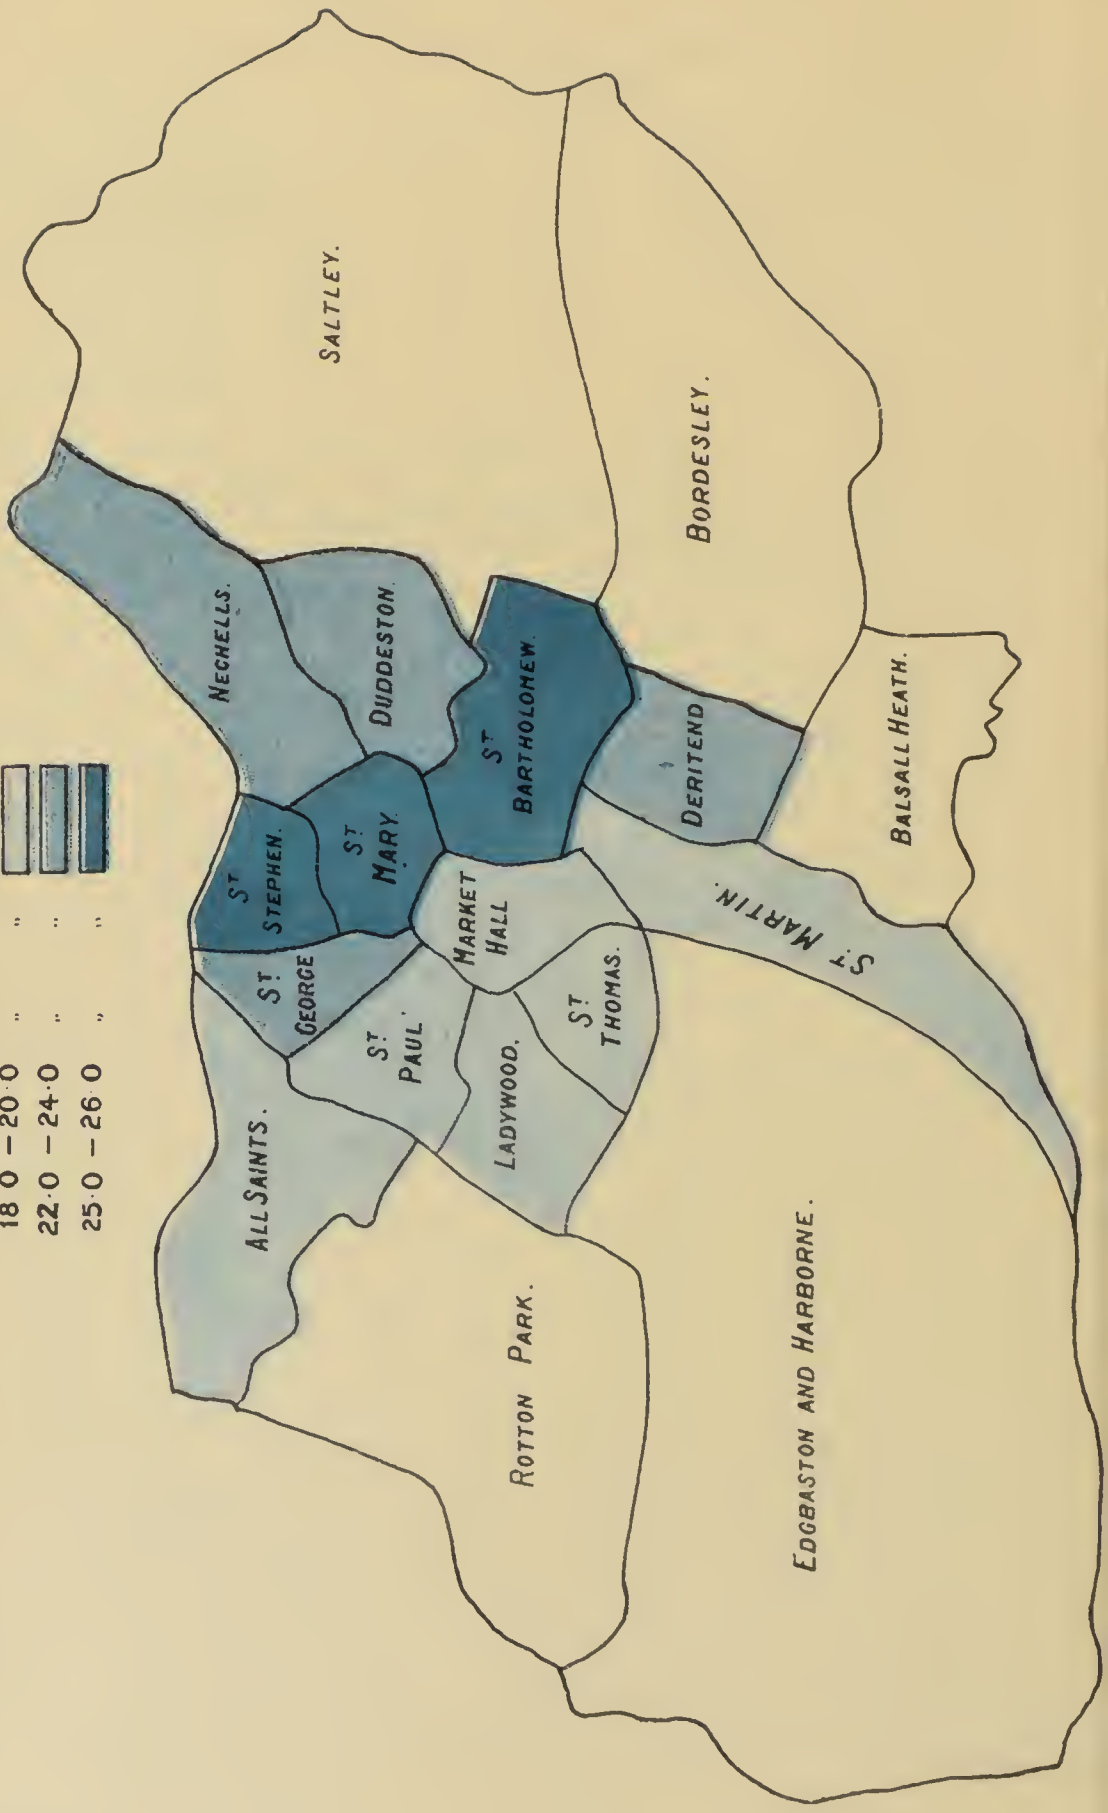 18·0 – 20·0 " "
22·0 – 24·0 " "
25·0 – 26·0 " "
SALTLEY.
NECHELLS.
DUDDESTON.
BORDESLEY.
ST
BARTHOLOMEW.
ST
STEPHEN.
ST
MARY.
DERITEND
BALSALL HEATH.
ST
GEORGE
MARKET
HALL
ST. MARTIN.
ST
PAUL
ST
THOMAS.
LADYWOOD.
ALL SAINTS.
ROTTON PARK.
EDGBASTON AND HARBORNE.